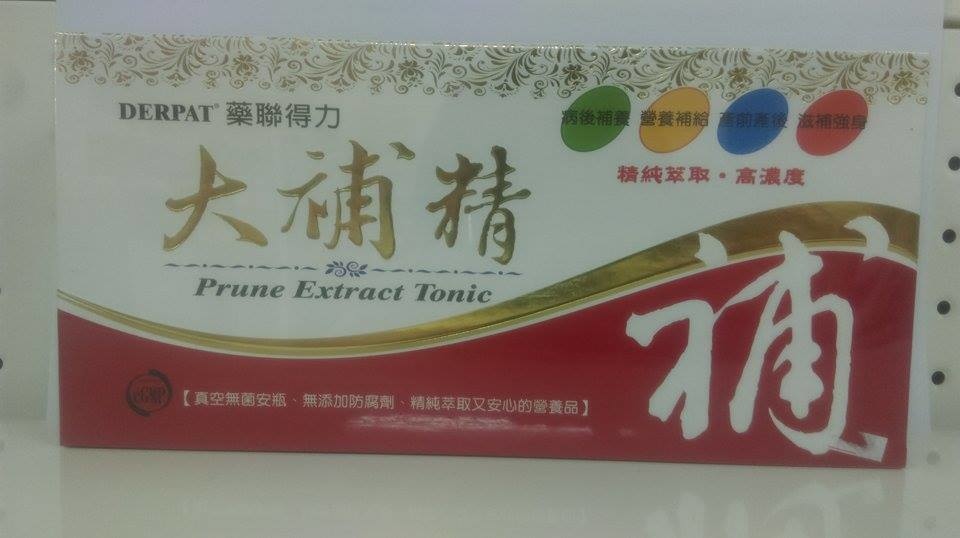 DERPAT® 藥聯得力
病後補養 營養補給 產前產後 滋補強身
精純萃取・高濃度
大補精
Prune Extract Tonic
補
cGMP
【真空無菌安瓶、無添加防腐劑、精純萃取又安心的營養品】